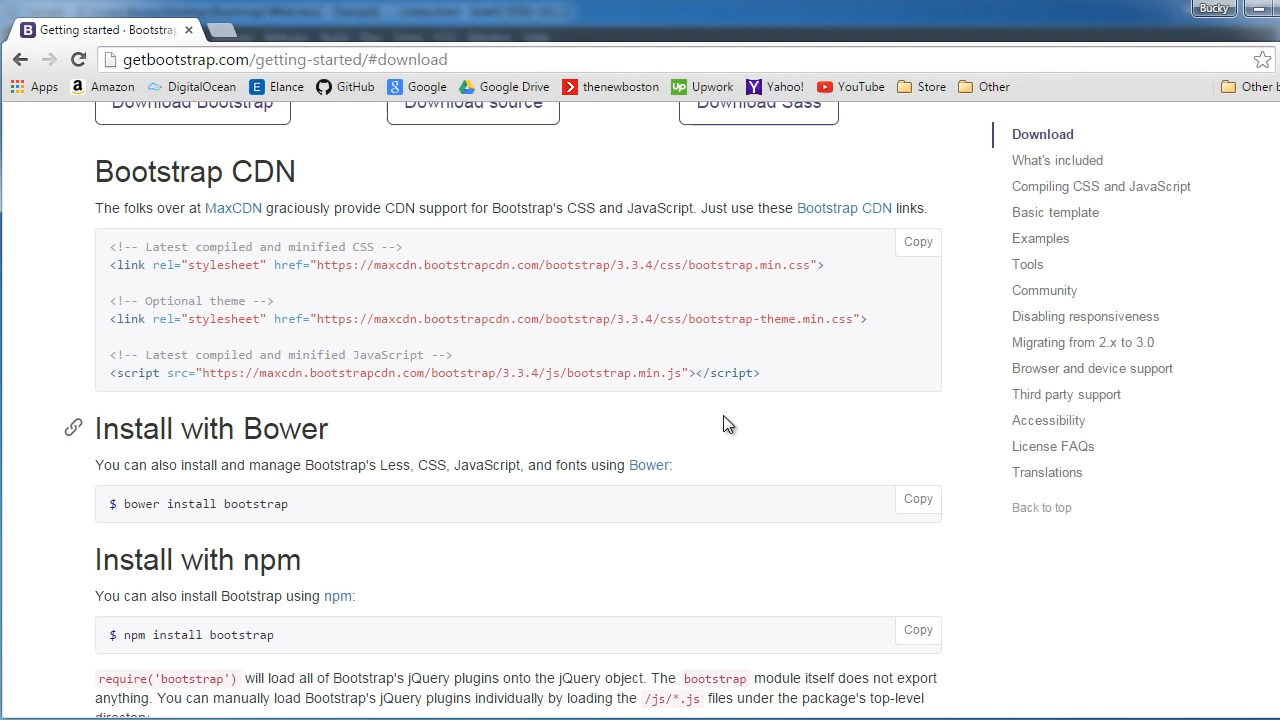 Bucky
Getting started · Bootstrap
getbootstrap.com/getting-started/#download
Apps Amazon DigitalOcean Elance GitHub Google Google Drive thenewboston Upwork Yahoo! YouTube Store Other Other b
Download Bootstrap Download source Download Sass
Bootstrap CDN
The folks over at MaxCDN graciously provide CDN support for Bootstrap's CSS and JavaScript. Just use these Bootstrap CDN links.
Copy
<!-- Latest compiled and minified CSS -->
<link rel="stylesheet" href="https://maxcdn.bootstrapcdn.com/bootstrap/3.3.4/css/bootstrap.min.css">
<!-- Optional theme -->
<link rel="stylesheet" href="https://maxcdn.bootstrapcdn.com/bootstrap/3.3.4/css/bootstrap-theme.min.css">
<!-- Latest compiled and minified JavaScript -->
<script src="https://maxcdn.bootstrapcdn.com/bootstrap/3.3.4/js/bootstrap.min.js"></script>
Install with Bower
You can also install and manage Bootstrap's Less, CSS, JavaScript, and fonts using Bower:
$ bower install bootstrap
Copy
Install with npm
You can also install Bootstrap using npm:
$ npm install bootstrap
Copy
require('bootstrap') will load all of Bootstrap's jQuery plugins onto the jQuery object. The bootstrap module itself does not export
anything. You can manually load Bootstrap's jQuery plugins individually by loading the /js/*.js files under the package's top-level
directory.
Download
What's included
Compiling CSS and JavaScript
Basic template
Examples
Tools
Community
Disabling responsiveness
Migrating from 2.x to 3.0
Browser and device support
Third party support
Accessibility
License FAQs
Translations
Back to top